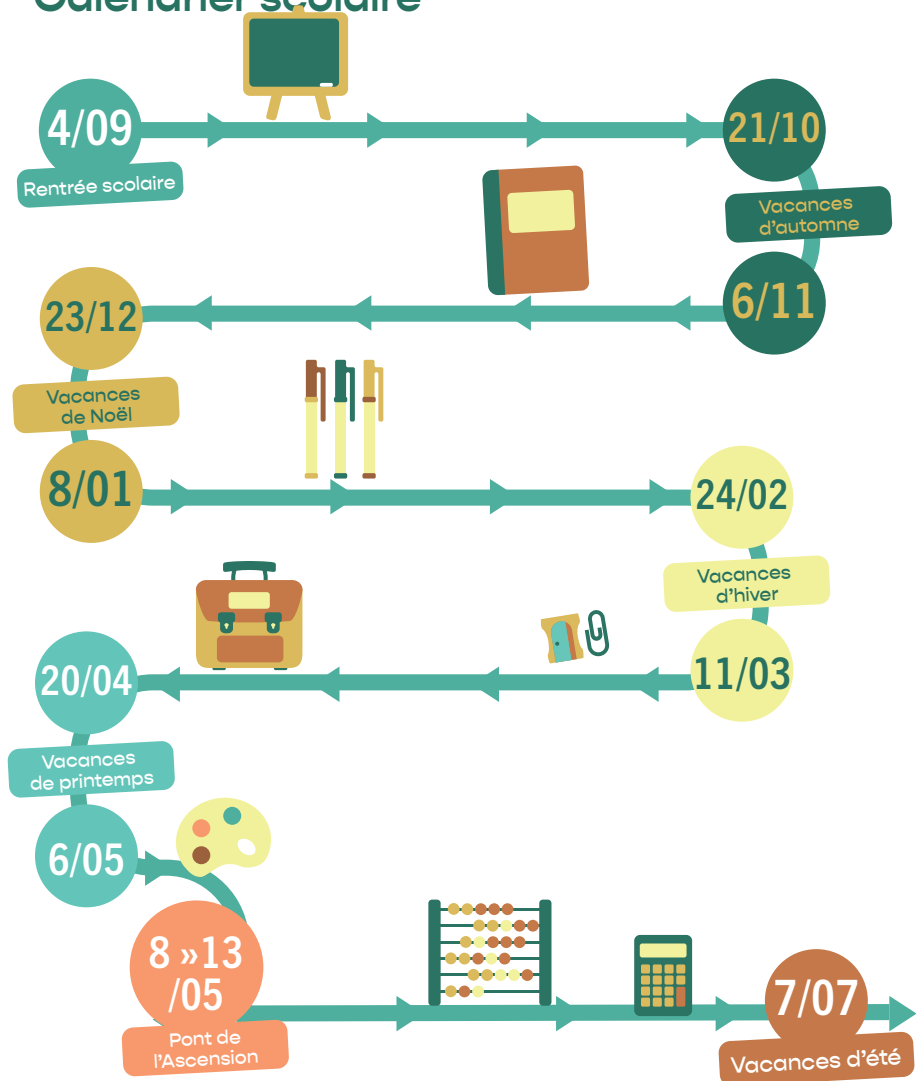 Calendrier scolaire
4/09
Rentrée scolaire
21/10
Vacances
d'automne
6/11
23/12
Vacances
de Noël
8/01
24/02
Vacances
d'hiver
11/03
20/04
Vacances
de printemps
6/05
8 »13
/05
Pont de
l'Ascension
7/07
Vacances d'été